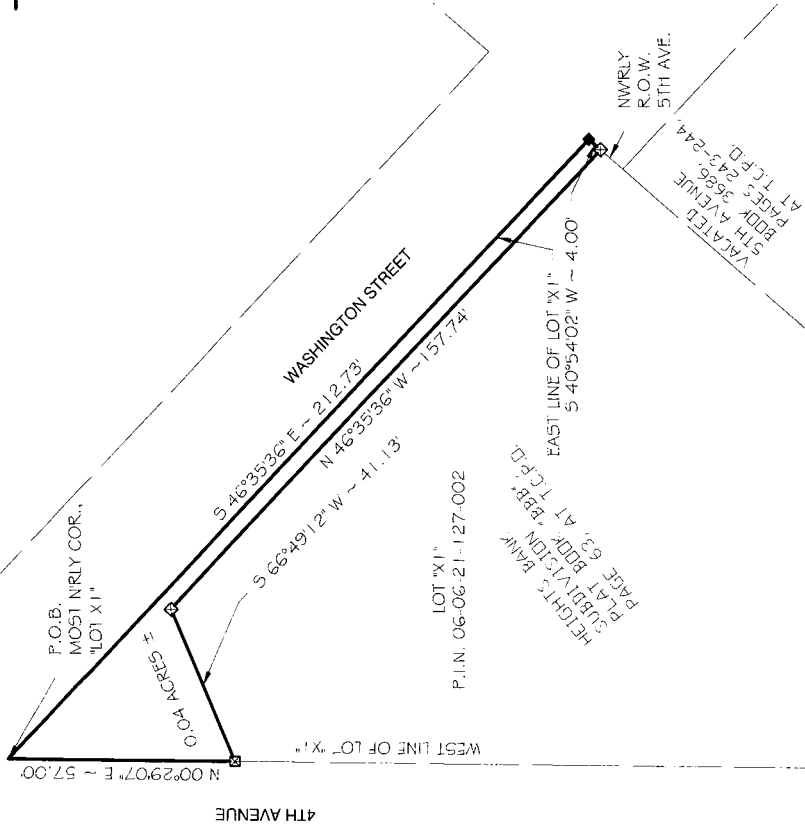 P.O.B.
MOST N'RLY COR.,
"LOT X1"
NW'RLY
R.O.W.
5TH AVE.
VACATED
5TH AVENUE
BOOK 3686,
PAGES 243-244,
AT T.C.P.D.
WASHINGTON STREET
S 46°35'36" E ~ 212.73'
N 46°35'36" W ~ 157.74'
S 66°49'12" W ~ 41.13'
EAST LINE OF LOT "X1"
S 40°54'02" W ~ 4.00'
0.04 ACRES ±
N 00°29'07" E ~ 57.00'
4TH AVENUE
WEST LINE OF LOT "X1"
LOT "X1"
P.I.N. 06-06-21-127-002
HEIGHTS BANK
SUBDIVISION "BBB",
PLAT BOOK
PAGE 63, AT T.C.P.D.